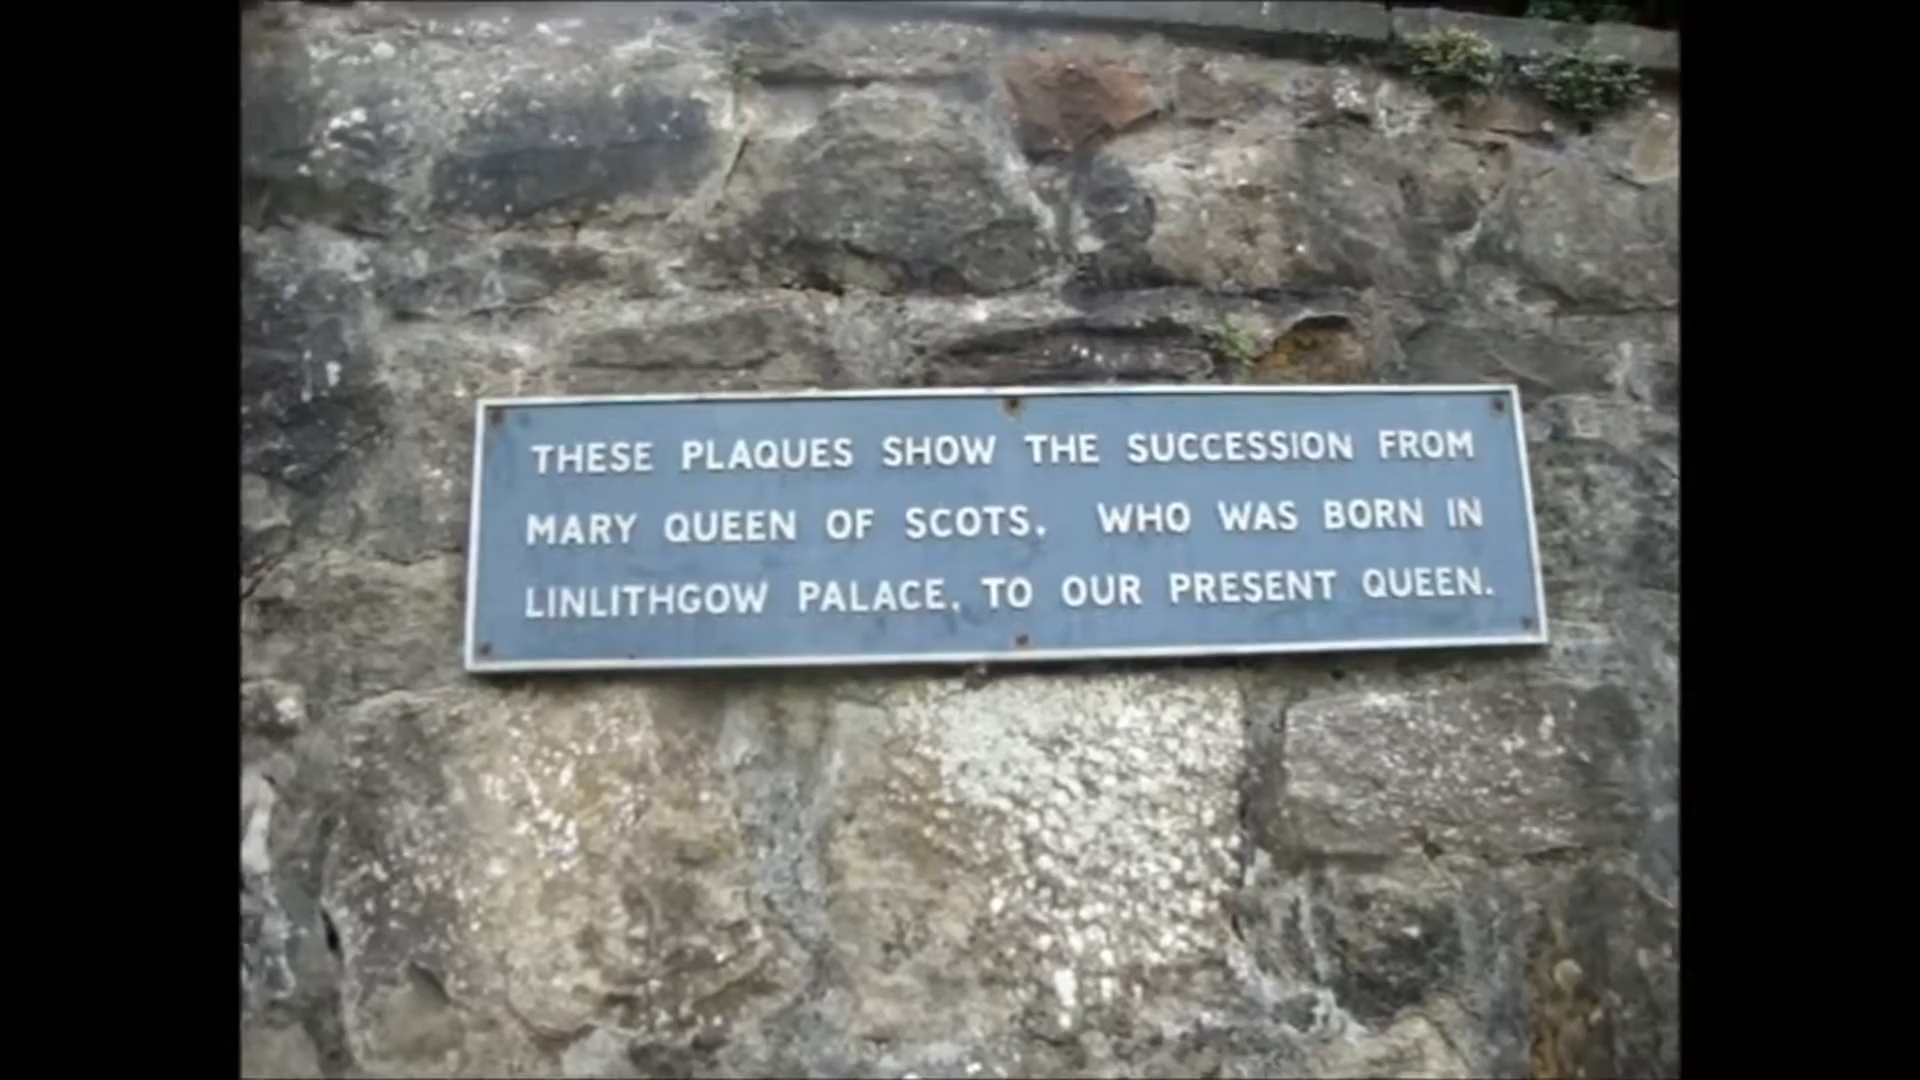 THESE PLAQUES SHOW THE SUCCESSION FROM
MARY QUEEN OF SCOTS. WHO WAS BORN IN
LINLITHGOW PALACE. TO OUR PRESENT QUEEN.